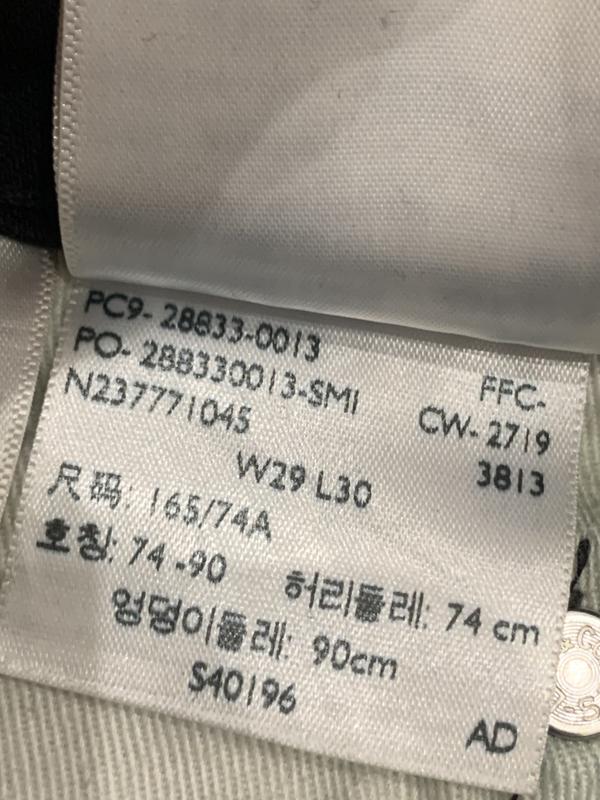 PC9- 28833-0013
PO- 288330013-SMI
FFC-
N237771045
CW- 2719
W29 L30
3813
尺码: 165/74A
호칭: 74 -90
허리둘레: 74 cm
엉덩이둘레: 90cm
S40196
AD